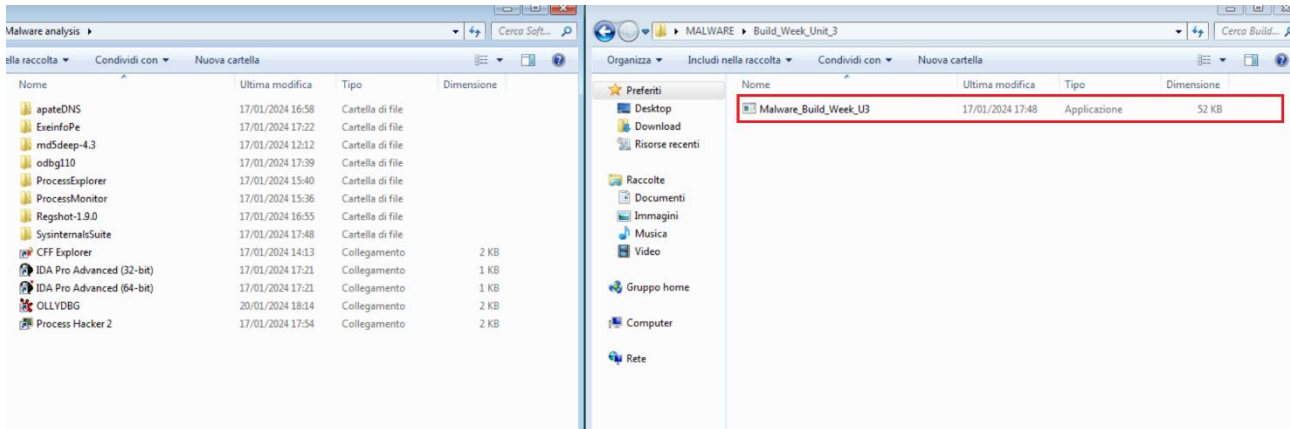 Malware analysis
Cerca Soft...
ella raccolta Condividi con Nuova cartella
Nome Ultima modifica Tipo Dimensione
apateDNS 17/01/2024 16:58 Cartella di file
ExeinfoPe 17/01/2024 17:22 Cartella di file
md5deep-4.3 17/01/2024 12:12 Cartella di file
odbg110 17/01/2024 17:39 Cartella di file
ProcessExplorer 17/01/2024 15:40 Cartella di file
ProcessMonitor 17/01/2024 15:36 Cartella di file
Regshot-1.9.0 17/01/2024 16:55 Cartella di file
SysinternalsSuite 17/01/2024 17:48 Cartella di file
CFF Explorer 17/01/2024 14:13 Collegamento 2 KB
IDA Pro Advanced (32-bit) 17/01/2024 17:21 Collegamento 1 KB
IDA Pro Advanced (64-bit) 17/01/2024 17:21 Collegamento 1 KB
OLLYDBG 20/01/2024 18:14 Collegamento 2 KB
Process Hacker 2 17/01/2024 17:54 Collegamento 2 KB
MALWARE Build_Week_Unit_3
Cerca Build...
Organizza Includi nella raccolta Condividi con Nuova cartella
Preferiti
Desktop
Download
Risorse recenti
Raccolte
Documenti
Immagini
Musica
Video
Gruppo home
Computer
Rete
Nome Ultima modifica Tipo Dimensione
Malware_Build_Week_U3 17/01/2024 17:48 Applicazione 52 KB